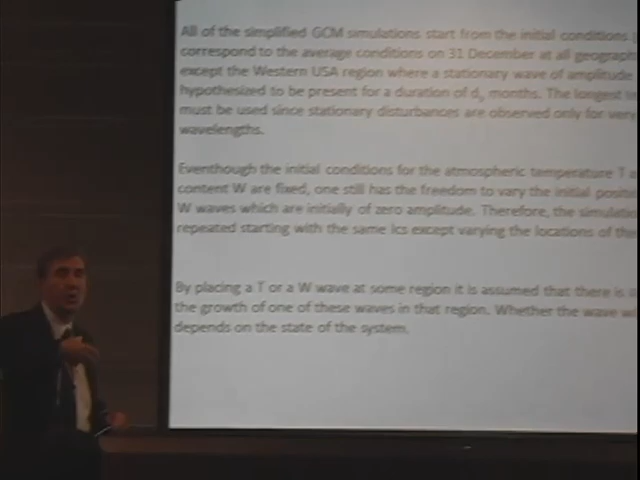 All of the simplified GCM simulations start from the initial conditions
correspond to the average conditions on 31 December at all
except the Western USA region where a stationary wave of amplitude
hypothesized to be present for a duration of d, months. The longest
must be used since stationary disturbances are observed only for very
wavelengths.
Eventhough the initial conditions for the atmospheric temperature T
content W are fixed, one still has the freedom to vary the initial
W waves which are initially of zero amplitude. Therefore, the
repeated starting with the same Ics except varying the locations of the
By placing a T or a W wave at some region it is assumed that there is
the growth of one of these waves in that region. Whether the wave
depends on the state of the system.